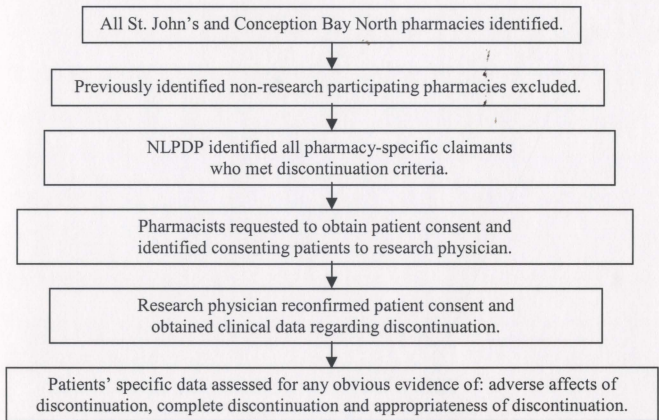 All St. John's and Conception Bay North pharmacies identified.
Previously identified non-research participating pharmacies excluded.
NLPDP identified all pharmacy-specific claimants
who met discontinuation criteria.
Pharmacists requested to obtain patient consent and
identified consenting patients to research physician.
Research physician reconfirmed patient consent and
obtained clinical data regarding discontinuation.
Patients' specific data assessed for any obvious evidence of: adverse affects of
discontinuation, complete discontinuation and appropriateness of discontinuation.